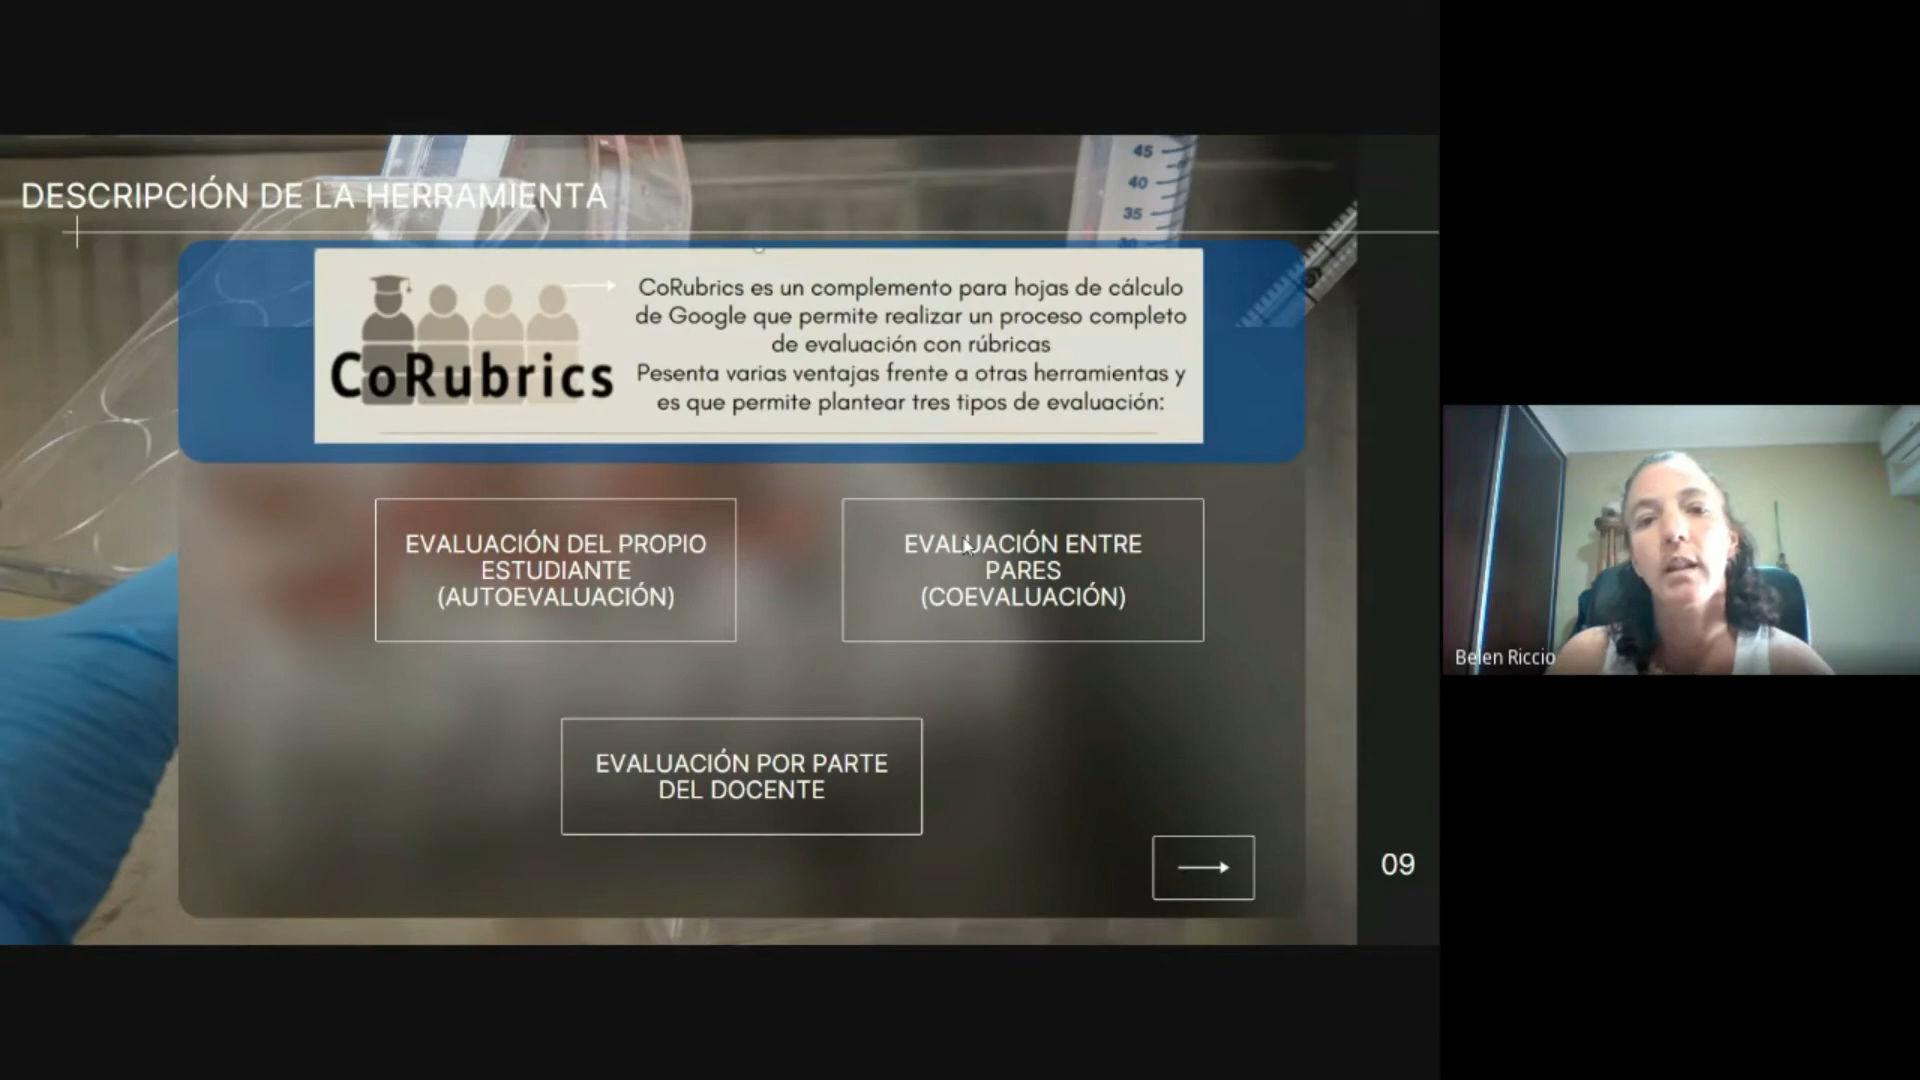 DESCRIPCIÓN DE LA HERRAMIENTA
45
40
35
30
CoRubrics
CoRubrics es un complemento para hojas de cálculo
de Google que permite realizar un proceso completo
de evaluación con rúbricas
Pesenta varias ventajas frente a otras herramientas y
es que permite plantear tres tipos de evaluación:
EVALUACIÓN DEL PROPIO
ESTUDIANTE
(AUTOEVALUACIÓN)
EVALUACIÓN ENTRE
PARES
(COEVALUACIÓN)
EVALUACIÓN POR PARTE
DEL DOCENTE
09
Belen Riccio